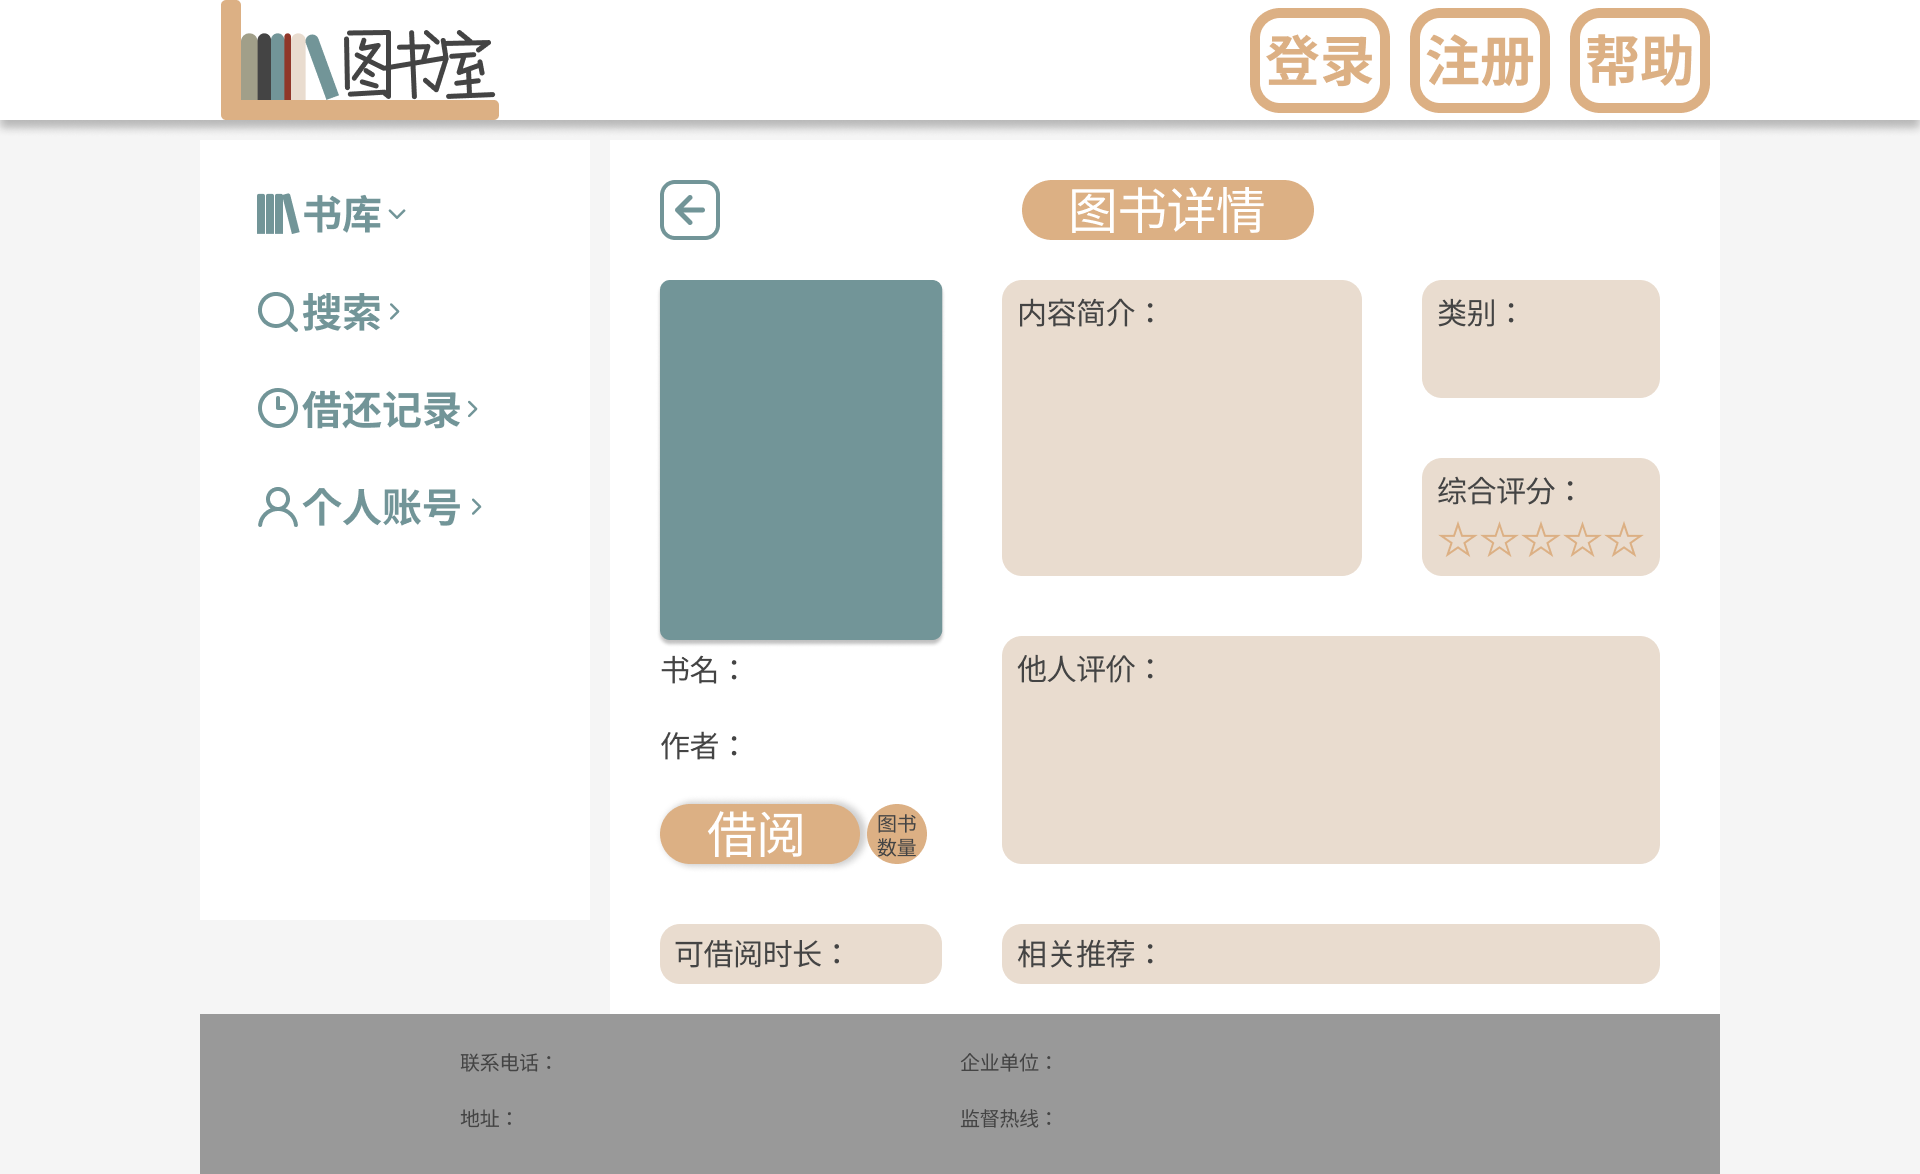 图书室
登录
注册
帮助
书库
搜索
借还记录
个人账号
图书详情
内容简介：
类别：
综合评分：
书名：
作者：
借阅
图书
数量
他人评价：
可借阅时长：
相关推荐：
联系电话：
企业单位：
地址：
监督热线：